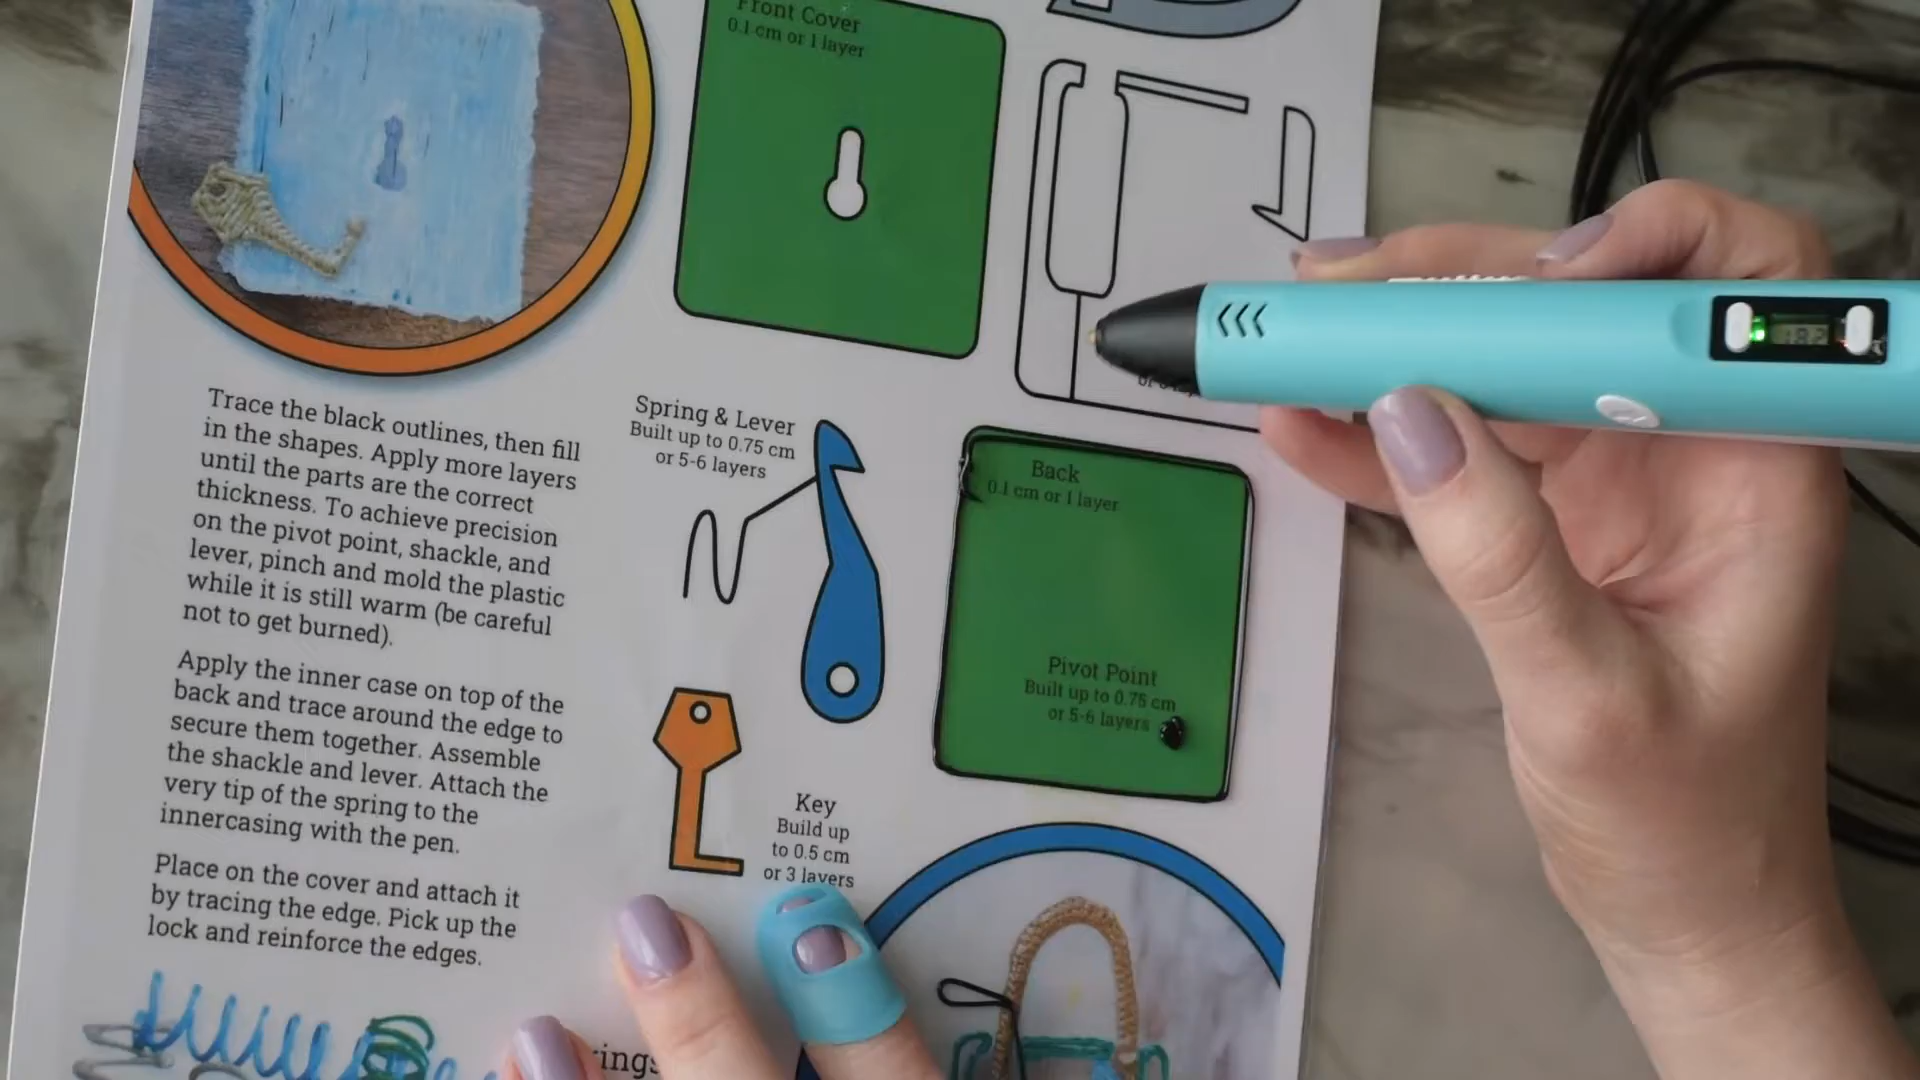 Front Cover
0.1 cm or 1 layer
Trace the black outlines, then fill
in the shapes. Apply more layers
until the parts are the correct
thickness. To achieve precision
on the pivot point, shackle, and
lever, pinch and mold the plastic
while it is still warm (be careful
not to get burned).
Apply the inner case on top of the
back and trace around the edge to
secure them together. Assemble
the shackle and lever. Attach the
very tip of the spring to the
innercasing with the pen.
Place on the cover and attach it
by tracing the edge. Pick up the
lock and reinforce the edges.
Spring & Lever
Built up to 0.75 cm
or 5-6 layers
Back
0.1 cm or 1 layer
Pivot Point
Built up to 0.75 cm
or 5-6 layers
Key
Build up
to 0.5 cm
or 3 layers